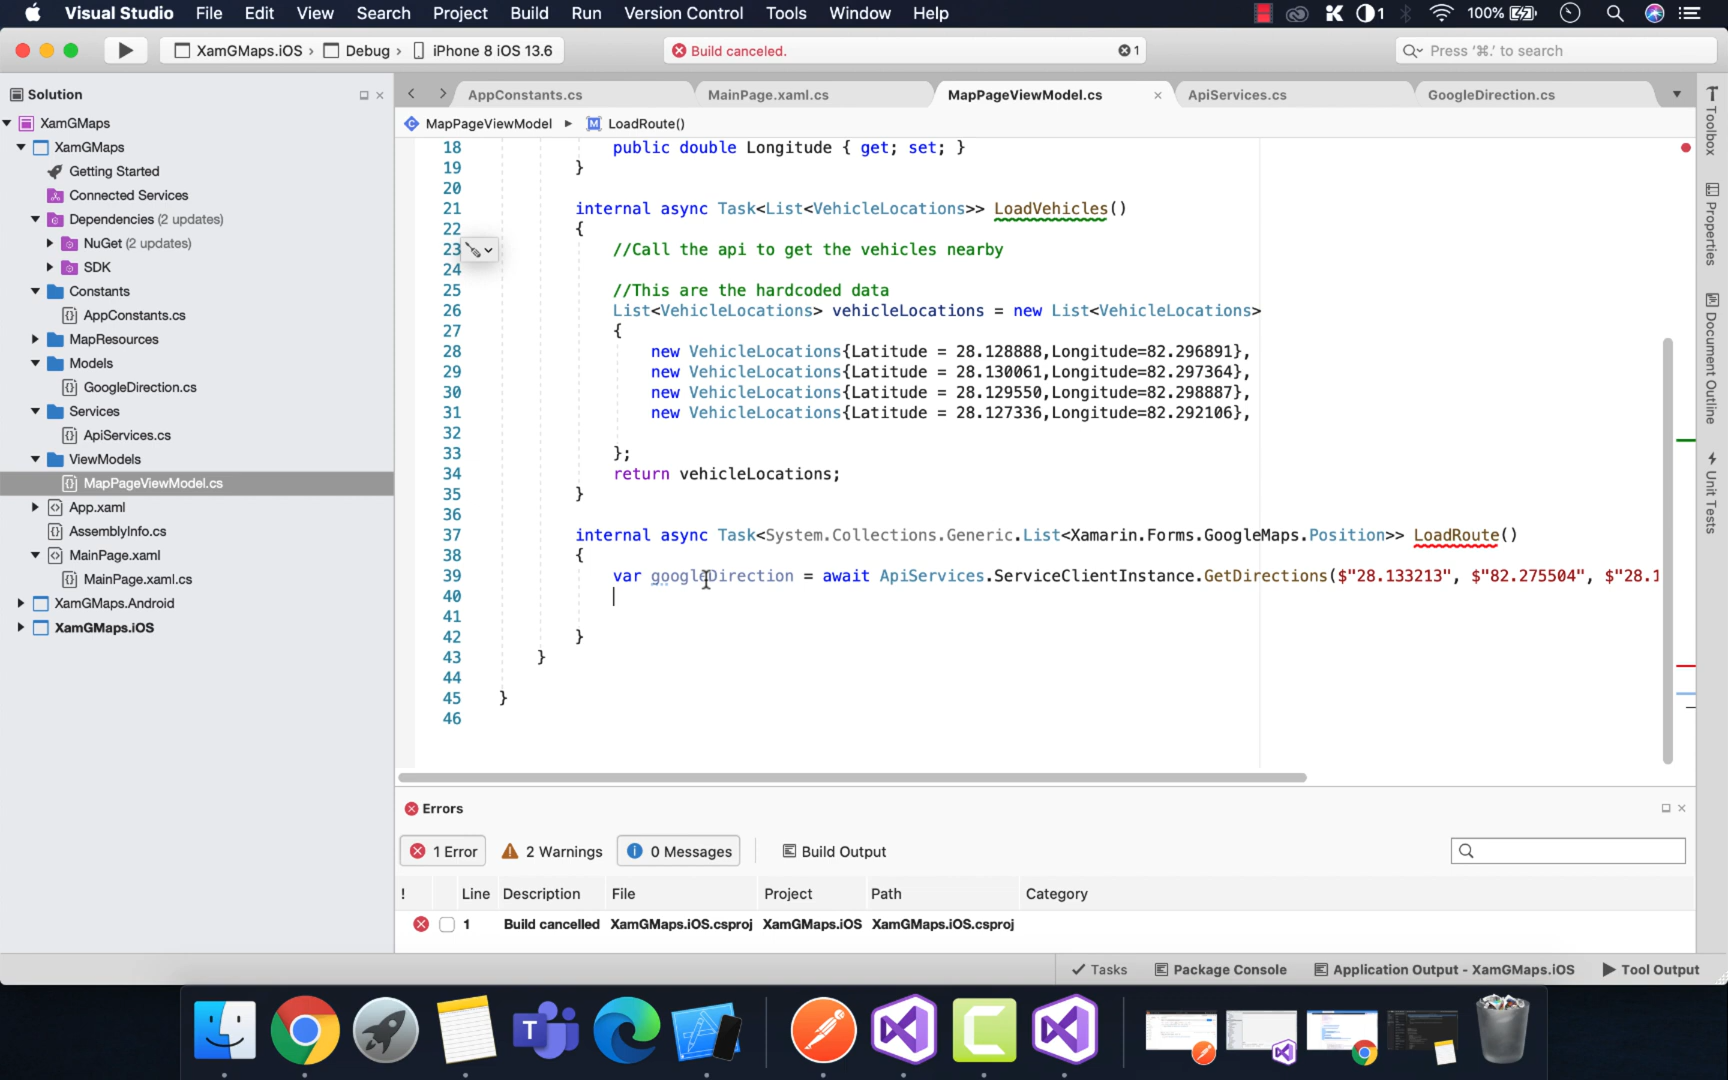 Visual Studio File Edit View Search Project Build Run Version Control Tools Window Help 1 100%
XamGMaps.iOS › Debug › iPhone 8 iOS 13.6 Build canceled. 1 Press ‘⌘.’ to search
Solution
AppConstants.cs MainPage.xaml.cs MapPageViewModel.cs ApiServices.cs GoogleDirection.cs
MapPageViewModel LoadRoute()
XamGMaps
XamGMaps
Getting Started
Connected Services
Dependencies (2 updates)
NuGet (2 updates)
SDK
Constants
AppConstants.cs
MapResources
Models
GoogleDirection.cs
Services
ApiServices.cs
ViewModels
MapPageViewModel.cs
App.xaml
AssemblyInfo.cs
MainPage.xaml
MainPage.xaml.cs
XamGMaps.Android
XamGMaps.iOS
18 public double Longitude { get; set; }
19 }
20
21 internal async Task<List<VehicleLocations>> LoadVehicles()
22 {
23 //Call the api to get the vehicles nearby
24
25 //This are the hardcoded data
26 List<VehicleLocations> vehicleLocations = new List<VehicleLocations>
27 {
28 new VehicleLocations{Latitude = 28.128888,Longitude=82.296891},
29 new VehicleLocations{Latitude = 28.130061,Longitude=82.297364},
30 new VehicleLocations{Latitude = 28.129550,Longitude=82.298887},
31 new VehicleLocations{Latitude = 28.127336,Longitude=82.292106},
32
33 };
34 return vehicleLocations;
35 }
36
37 internal async Task<System.Collections.Generic.List<Xamarin.Forms.GoogleMaps.Position>> LoadRoute()
38 {
39 var googleDirection = await ApiServices.ServiceClientInstance.GetDirections($"28.133213", $"82.275504", $"28.1
40
41
42 }
43 }
44
45 }
46
Toolbox
Properties
Document Outline
Unit Tests
Errors
1 Error 2 Warnings 0 Messages Build Output
! Line Description File Project Path Category
1 Build cancelled XamGMaps.iOS.csproj XamGMaps.iOS XamGMaps.iOS.csproj
Tasks Package Console Application Output - XamGMaps.iOS Tool Output